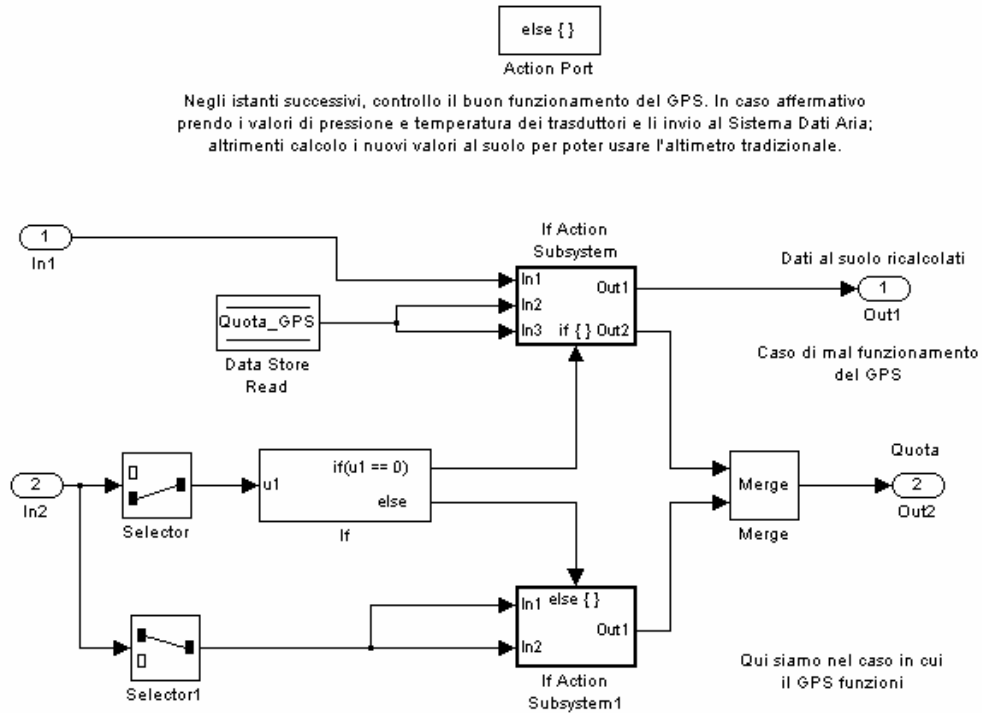 else { }
Action Port
Negli istanti successivi, controllo il buon funzionamento del GPS. In caso affermativo
prendo i valori di pressione e temperatura dei trasduttori e li invio al Sistema Dati Aria;
altrimenti calcolo i nuovi valori al suolo per poter usare l'altimetro tradizionale.
1
In1
If Action
Subsystem
In1
In2
In3
Out1
if { } Out2
Dati al suolo ricalcolati
1
Out1
Quota_GPS
Data Store
Read
Caso di mal funzionamento
del GPS
2
In2
Selector
u1
if(u1 == 0)
else
If
Merge
Merge
Quota
2
Out2
Selector1
else { }
In1
In2
Out1
If Action
Subsystem1
Qui siamo nel caso in cui
il GPS funzioni